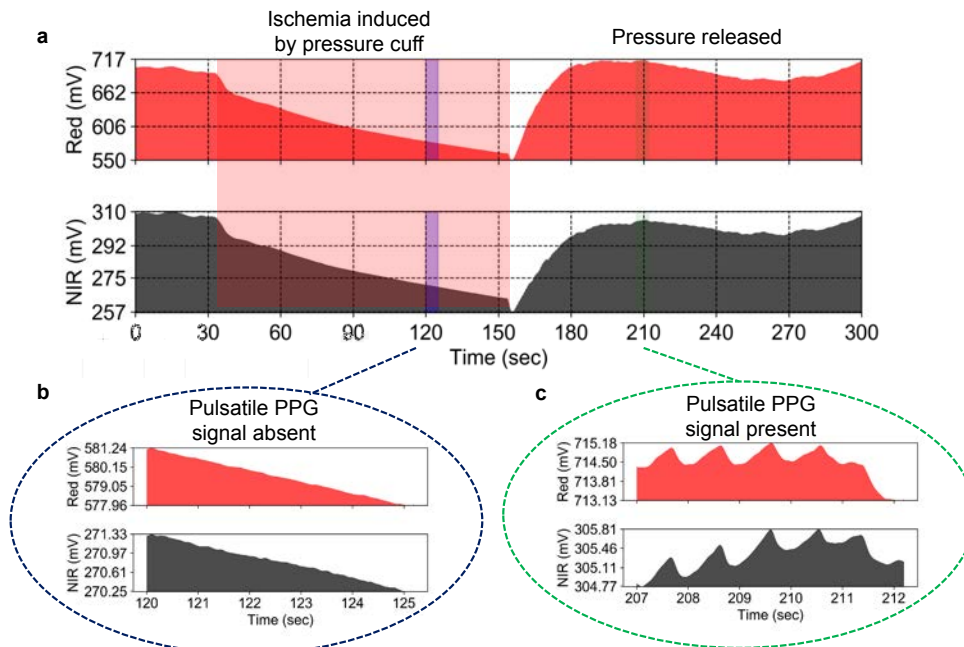 a
Ischemia induced
by pressure cuff
Pressure released
Red (mV)
717
662
606
550
NIR (mV)
310
292
275
257
0 30 60 90 120 150 180 210 240 270 300
Time (sec)
b
Pulsatile PPG
signal absent
Red (mV)
581.24
580.15
579.05
577.96
NIR (mV)
271.33
270.97
270.61
270.25
120 121 122 123 124 125
Time (sec)
c
Pulsatile PPG
signal present
Red (mV)
715.18
714.50
713.81
713.13
NIR (mV)
305.81
305.46
305.11
304.77
207 208 209 210 211 212
Time (sec)